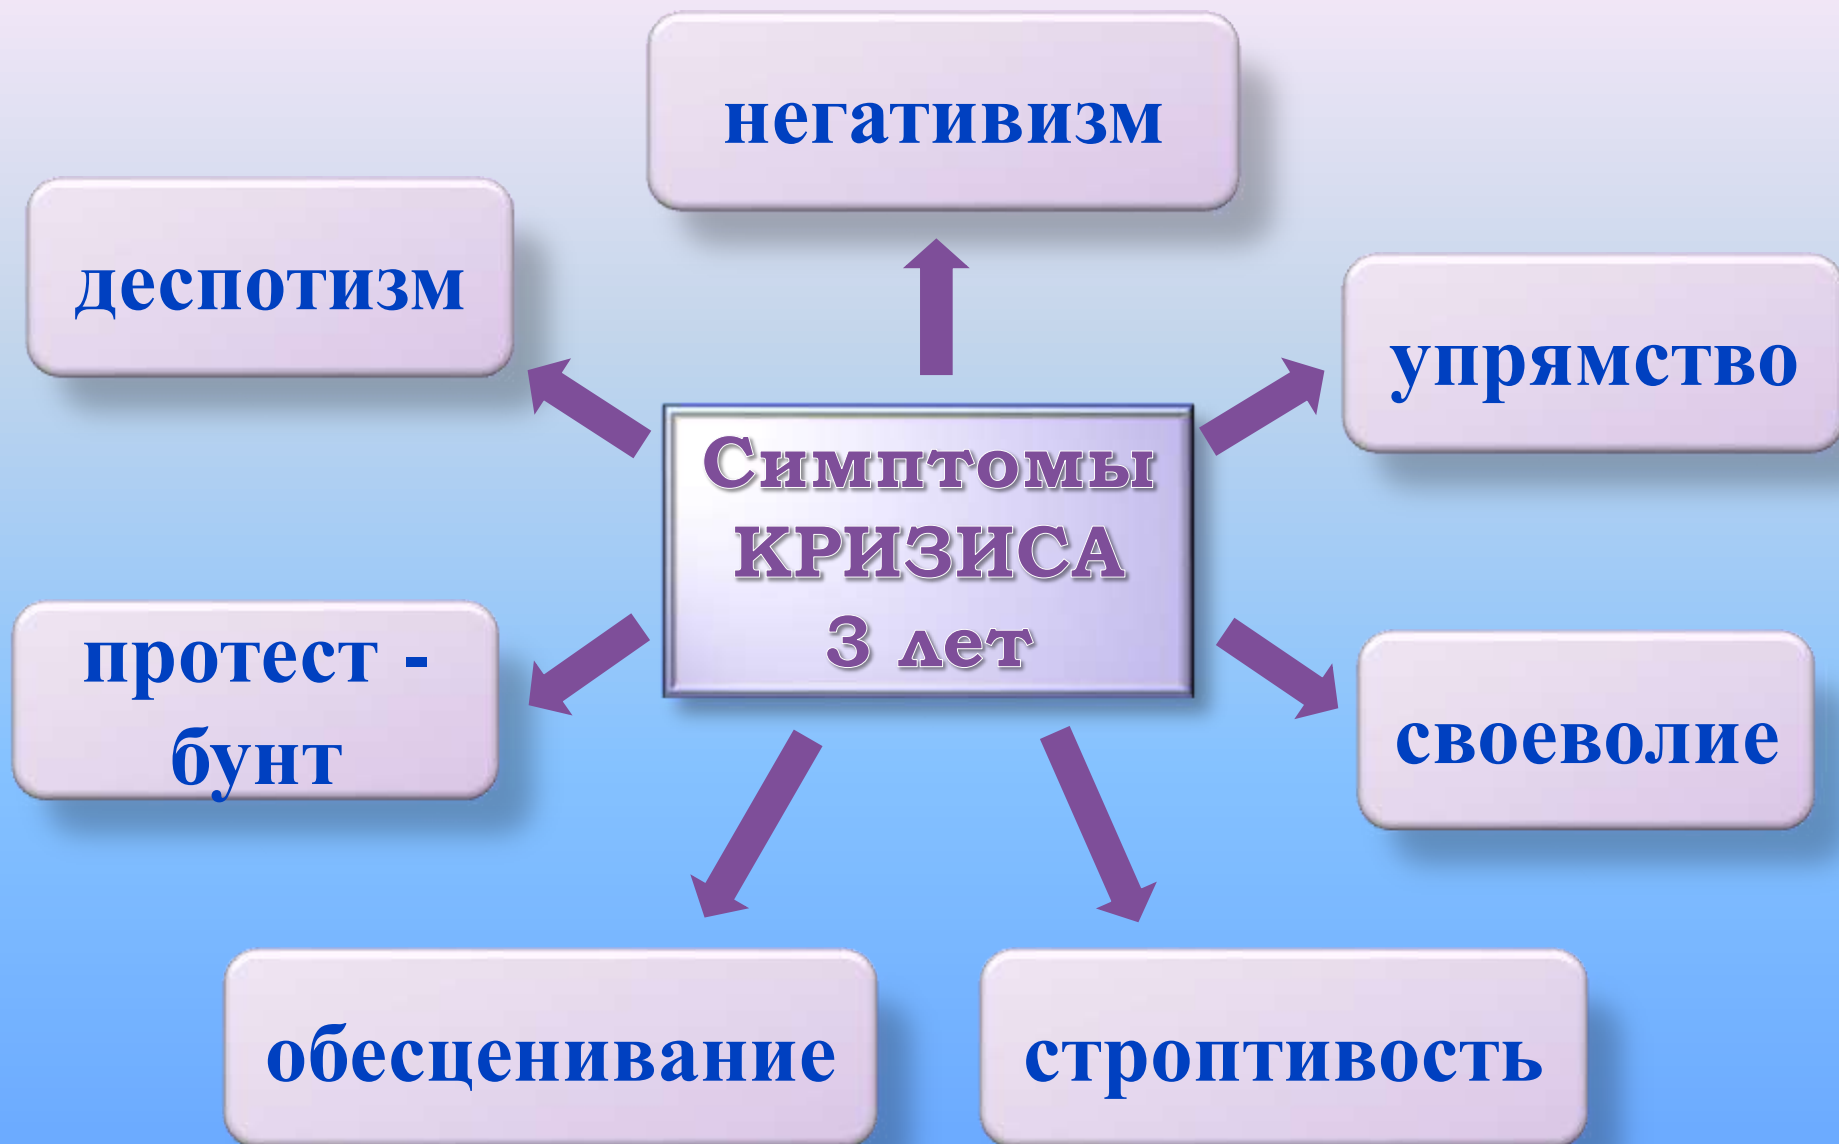 негативизм
деспотизм
упрямство
Симптомы
КРИЗИСА
3 лет
протест -
бунт
своеволие
обесценивание
строптивость